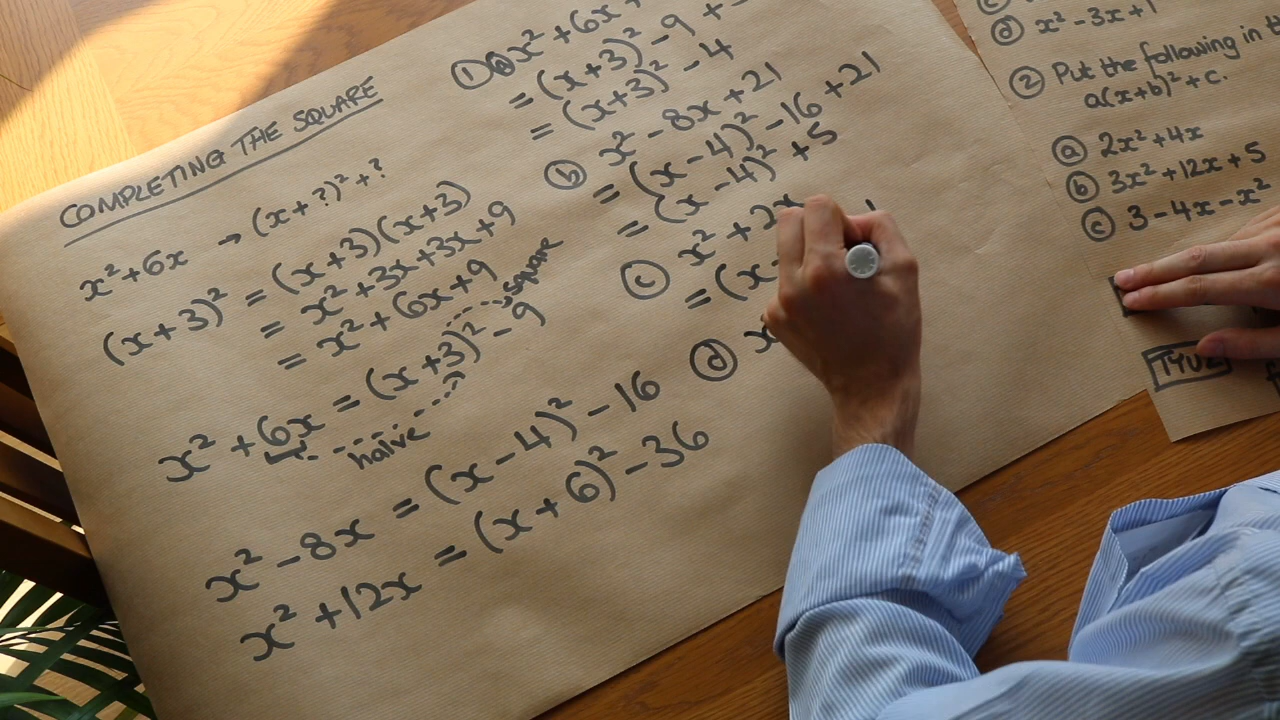 COMPLETING THE SQUARE
x² + 6x → (x + ?)² + ?
(x + 3)² = (x + 3)(x + 3)
= x² + 3x + 3x + 9
= x² + 6x + 9
square
x² + 6x = (x + 3)² - 9
halve
x² - 8x = (x - 4)² - 16
x² + 12x = (x + 6)² - 36
① ⓐ x² + 6x +
= (x + 3)² - 9 +
= (x + 3)² - 4
ⓑ x² - 8x + 21
= (x - 4)² - 16 + 21
= (x - 4)² + 5
ⓒ x² + 2x
= (x
ⓓ x
ⓒ
ⓓ x² - 3x + 1
② Put the following in
a(x + b)² + c.
ⓐ 2x² + 4x
ⓑ 3x² + 12x + 5
ⓒ 3 - 4x - x²
TYUZ